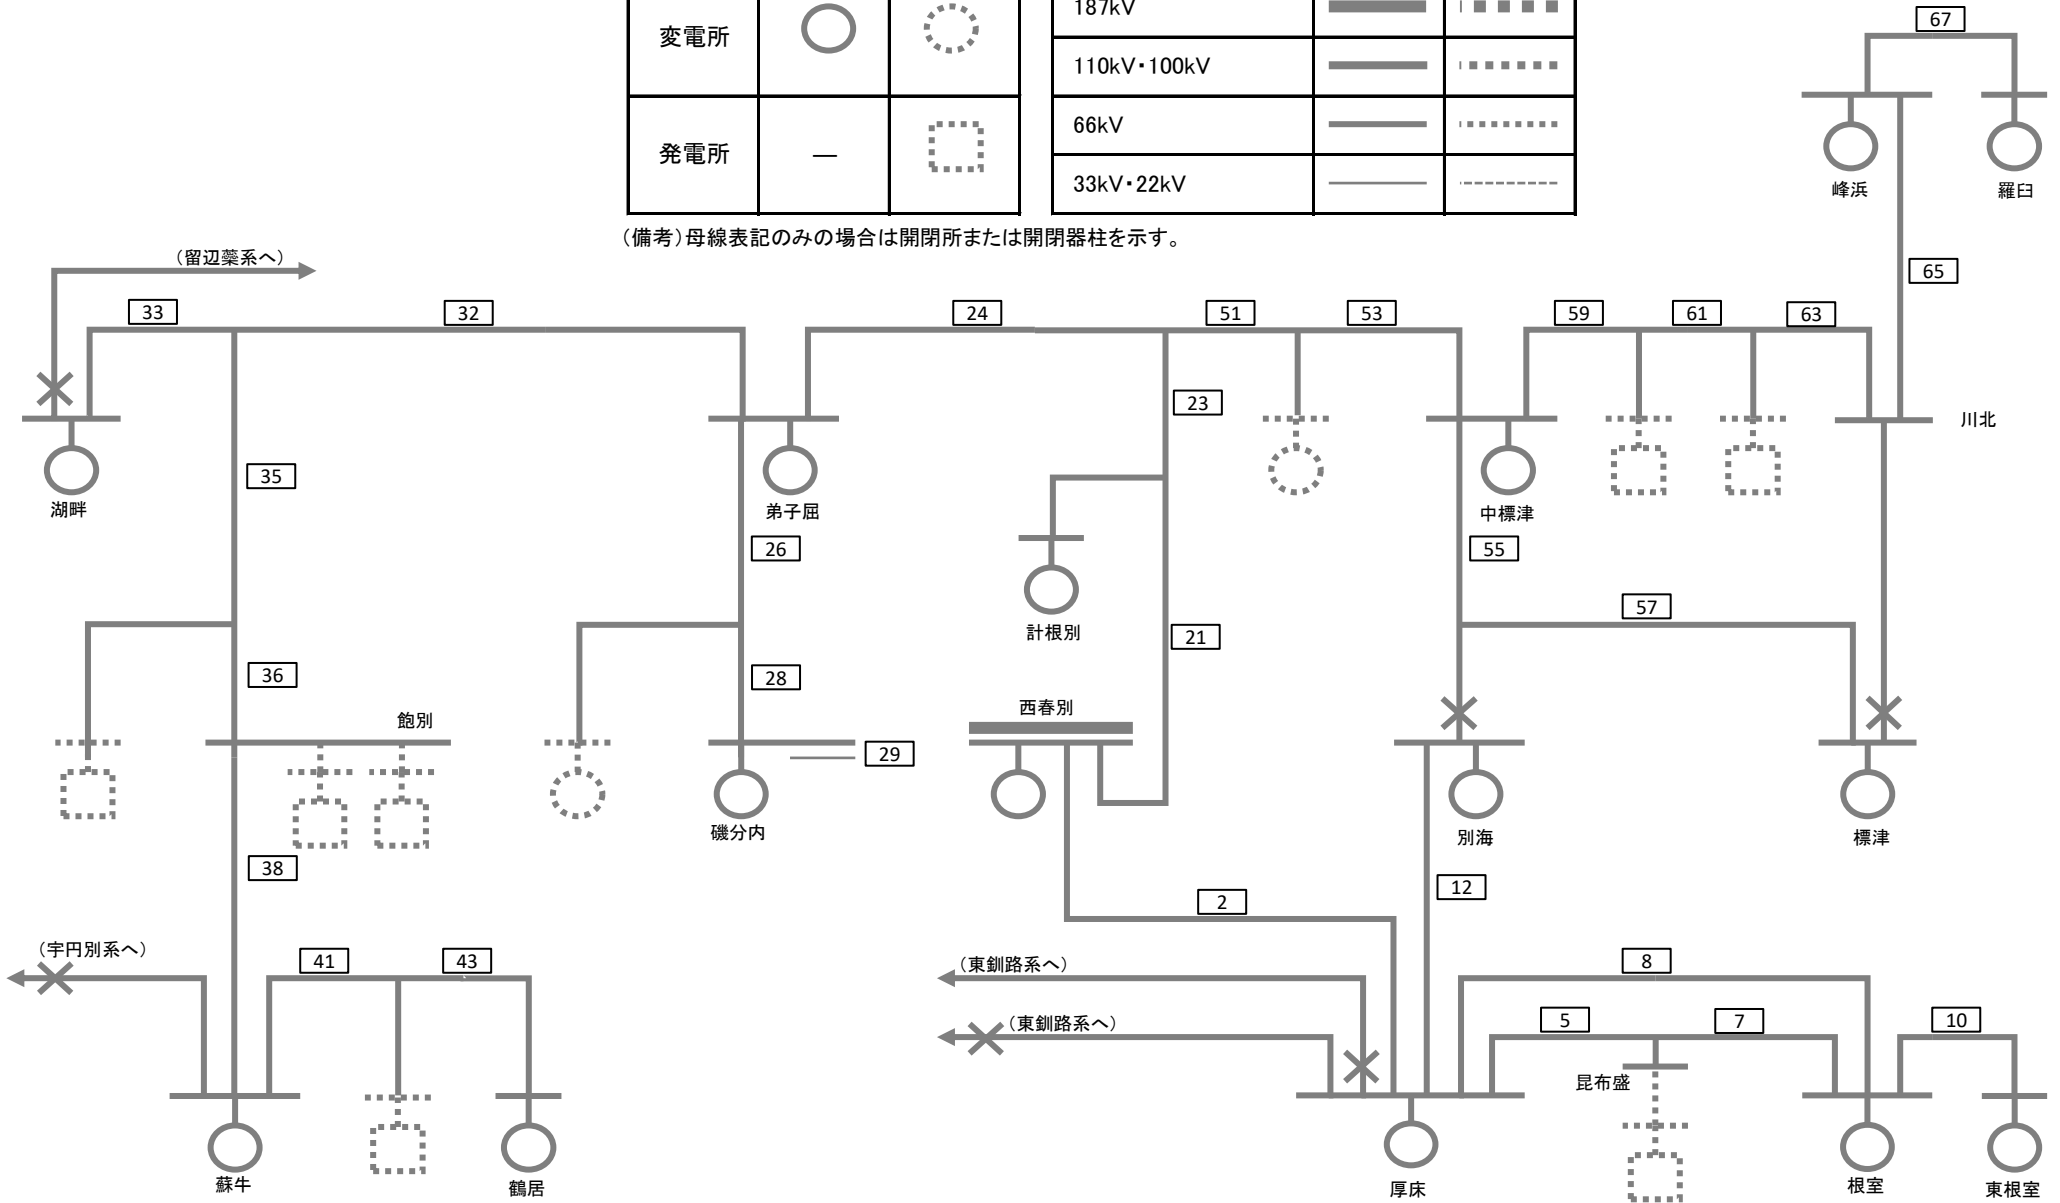 187kV
変電所
110kV・100kV
66kV
発電所
―
33kV・22kV
(備考)母線表記のみの場合は開閉所または開閉器柱を示す。
67
峰浜
羅臼
(留辺蘂系へ)
65
33
32
24
51
53
59
61
63
23
川北
35
湖畔
弟子屈
中標津
26
55
計根別
57
21
36
28
西春別
飽別
29
磯分内
別海
標津
38
12
2
(宇円別系へ)
41
43
(東釧路系へ)
8
(東釧路系へ)
5
7
10
昆布盛
蘇牛
鶴居
厚床
根室
東根室